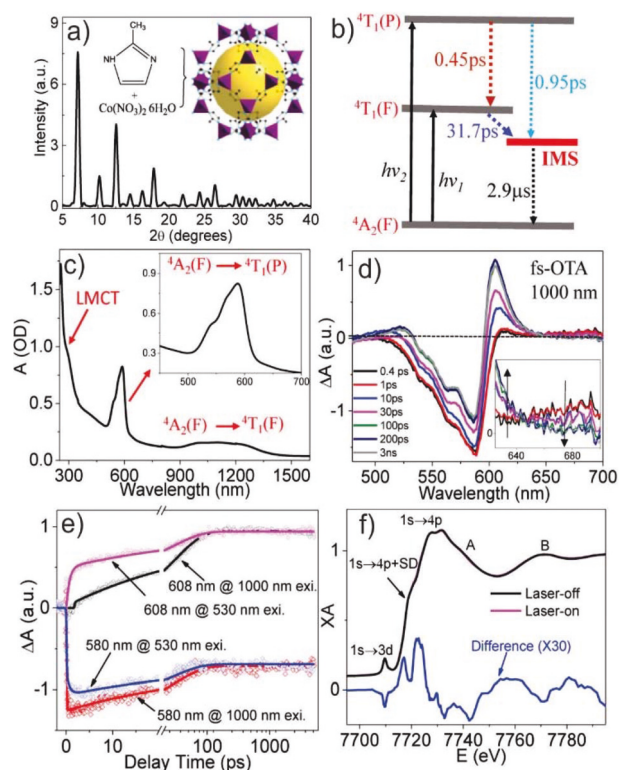 a)
CH₃
HN N
+
Co(NO₃)₂ 6H₂O
Intensity (a.u.)
9
6
3
0
5 10 15 20 25 30 35 40
2θ (degrees)
b)
⁴T₁(P)
0.45ps
0.95ps
⁴T₁(F)
31.7ps
IMS
hν₂
hν₁
2.9µs
⁴A₂(F)
c)
⁴A₂(F) ⟶ ⁴T₁(P)
LMCT
0.9
0.6
0.3
500 600 700
A (OD)
1.5
1.0
0.5
0.0
⁴A₂(F) ⟶ ⁴T₁(F)
300 600 900 1200 1500
Wavelength (nm)
d)
fs-OTA
1000 nm
ΔA (a.u.)
1
0
-1
0.4 ps
1ps
10ps
30ps
100ps
200ps
3ns
0
640 680
500 550 600 650 700
Wavelength (nm)
e)
ΔA (a.u.)
1
0
-1
608 nm @ 1000 nm exi.
608 nm @ 530 nm exi.
580 nm @ 530 nm exi.
580 nm @ 1000 nm exi.
0 10 100 1000
Delay Time (ps)
f)
1s→4p
A
B
1s→4p+SD
Laser-off
Laser-on
1s→3d
Difference (X30)
XA
1
0
7700 7720 7740 7760 7780
E (eV)